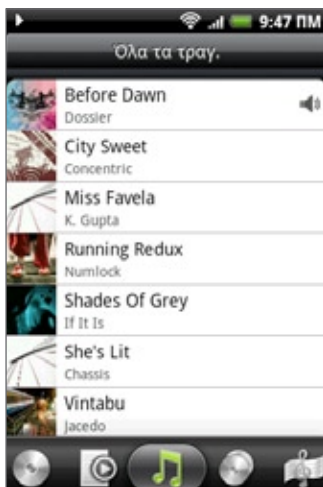 9:47 ΠΜ
Όλα τα τραγ.
Before Dawn
Dossier
City Sweet
Concentric
Miss Favela
K. Gupta
Running Redux
Numlock
Shades Of Grey
If It Is
She's Lit
Chassis
Vintabu
Jacedo